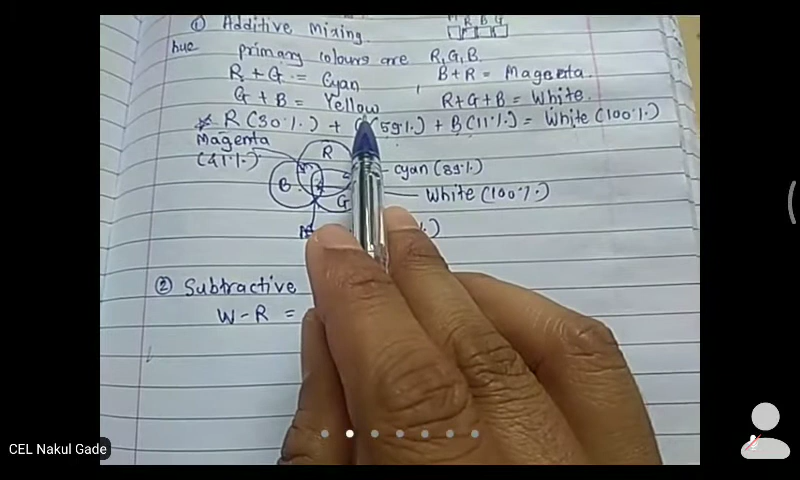 ① Additive Mixing.
R B G
hue primary colours are R, G, B.
R + G = Cyan B + R = Magenta.
G + B = Yellow R+G+B = White.
* R (30%) + G (59%) + B (11%) = White (100%)
Magenta
(41%)
R
cyan (89%)
B
White (100%)
G
%)
② Subtractive
W - R =
CEL Nakul Gade